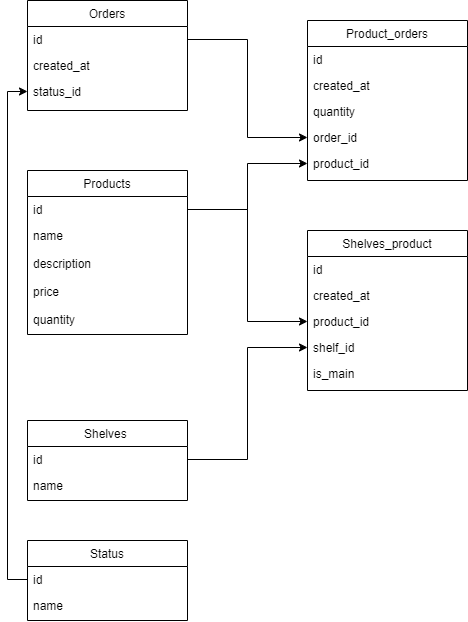 Orders
id
created_at
status_id
Product_orders
id
created_at
quantity
order_id
product_id
Products
id
name
description
price
quantity
Shelves_product
id
created_at
product_id
shelf_id
is_main
Shelves
id
name
Status
id
name